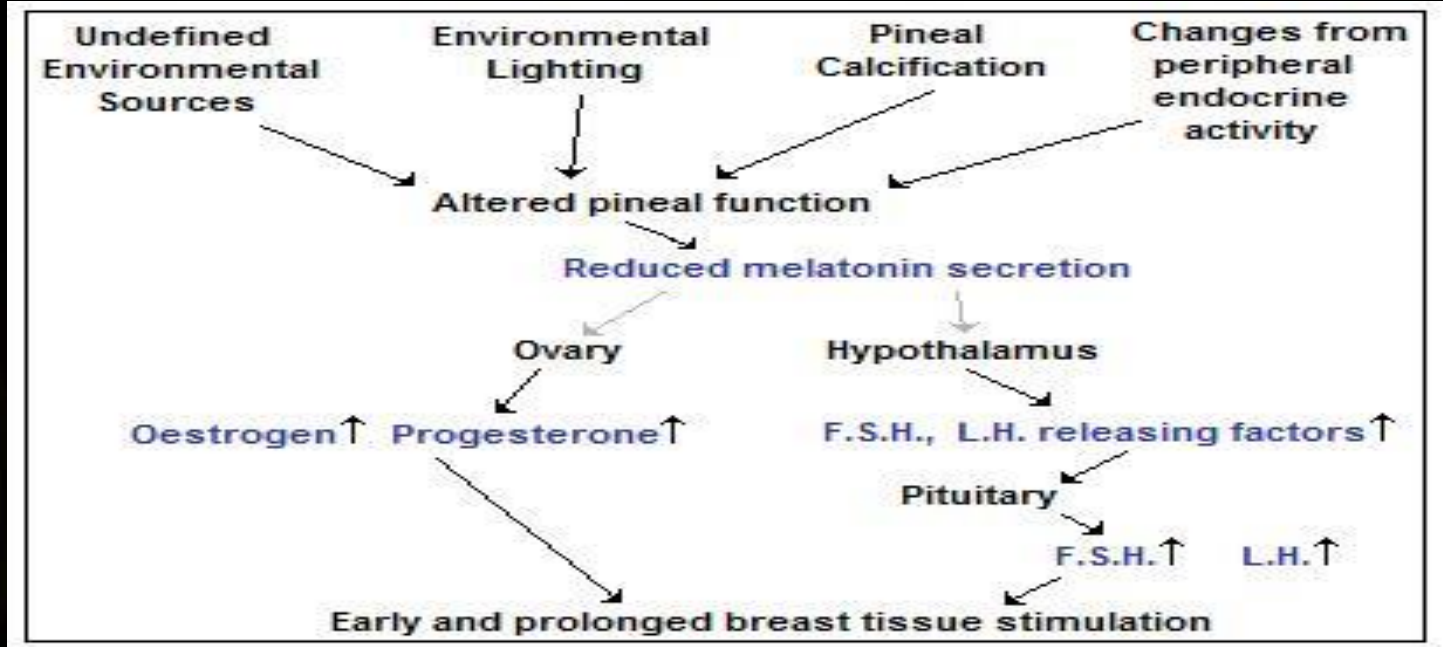 Undefined
Environmental
Sources
Environmental
Lighting
Pineal
Calcification
Changes from
peripheral
endocrine
activity
Altered pineal function
Reduced melatonin secretion
Ovary
Hypothalamus
Oestrogen↑ Progesterone↑
F.S.H., L.H. releasing factors↑
Pituitary
F.S.H.↑ L.H.↑
Early and prolonged breast tissue stimulation